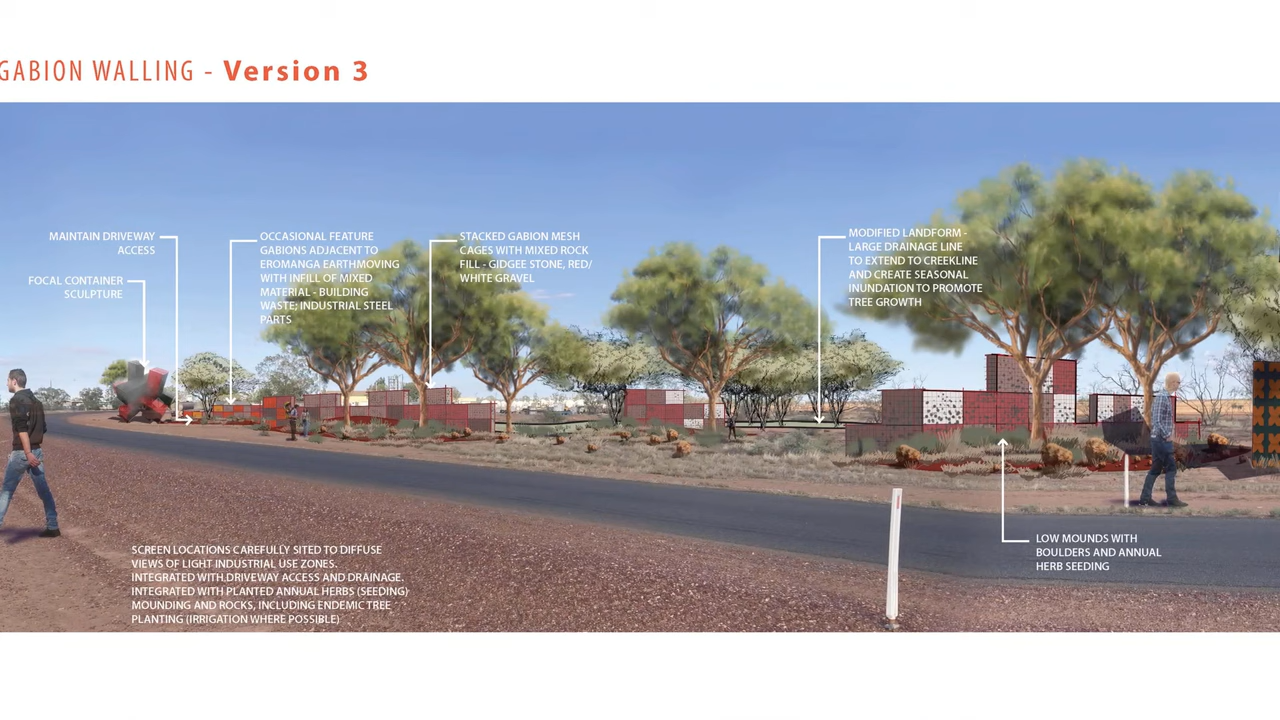 GABION WALLING - Version 3
MAINTAIN DRIVEWAY
ACCESS
FOCAL CONTAINER
SCULPTURE
OCCASIONAL FEATURE
GABIONS ADJACENT TO
EROMANGA EARTHMOVING
WITH INFILL OF MIXED
MATERIAL - BUILDING
WASTE; INDUSTRIAL STEEL
PARTS
STACKED GABION MESH
CAGES WITH MIXED ROCK
FILL - GIDGEE STONE, RED/
WHITE GRAVEL
MODIFIED LANDFORM -
LARGE DRAINAGE LINE
TO EXTEND TO CREEKLINE
AND CREATE SEASONAL
INUNDATION TO PROMOTE
TREE GROWTH
LOW MOUNDS WITH
BOULDERS AND ANNUAL
HERB SEEDING
SCREEN LOCATIONS CAREFULLY SITED TO DIFFUSE
VIEWS OF LIGHT INDUSTRIAL USE ZONES.
INTEGRATED WITH DRIVEWAY ACCESS AND DRAINAGE.
INTEGRATED WITH PLANTED ANNUAL HERBS (SEEDING)
MOUNDING AND ROCKS, INCLUDING ENDEMIC TREE
PLANTING (IRRIGATION WHERE POSSIBLE)